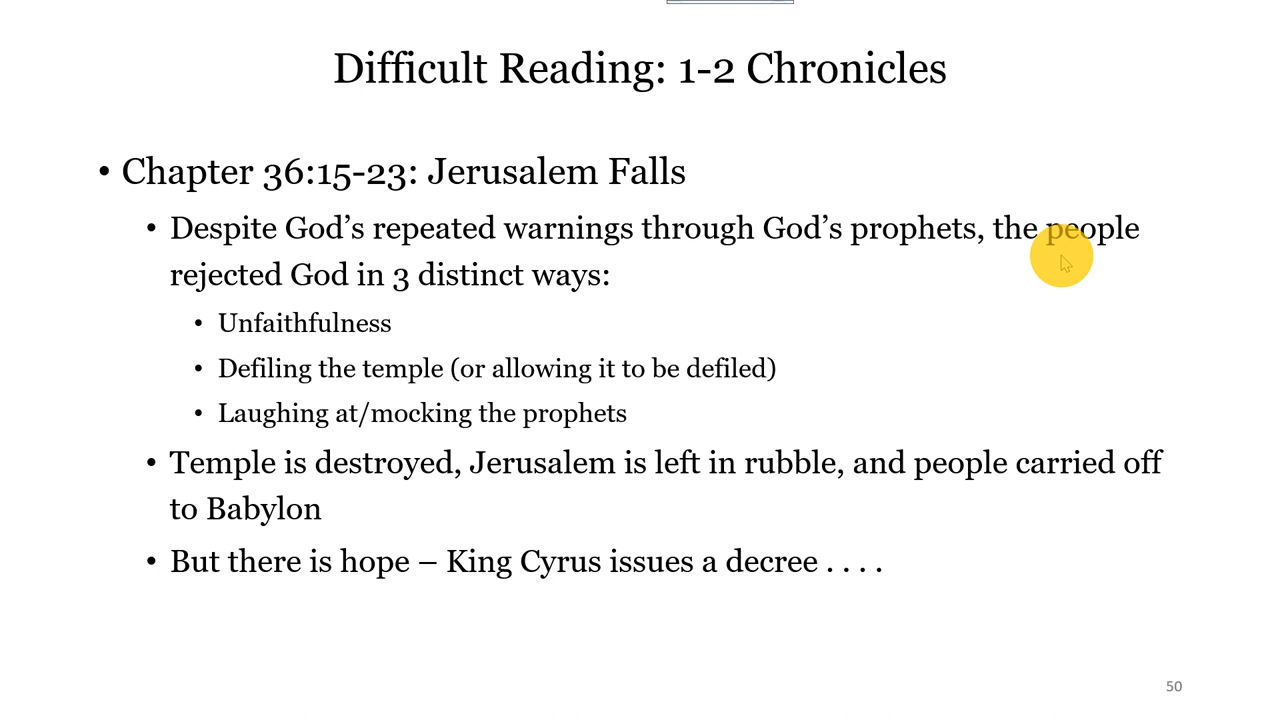 Difficult Reading: 1-2 Chronicles
• Chapter 36:15-23: Jerusalem Falls
• Despite God’s repeated warnings through God’s prophets, the people
rejected God in 3 distinct ways:
• Unfaithfulness
• Defiling the temple (or allowing it to be defiled)
• Laughing at/mocking the prophets
• Temple is destroyed, Jerusalem is left in rubble, and people carried off
to Babylon
• But there is hope – King Cyrus issues a decree . . . .
50